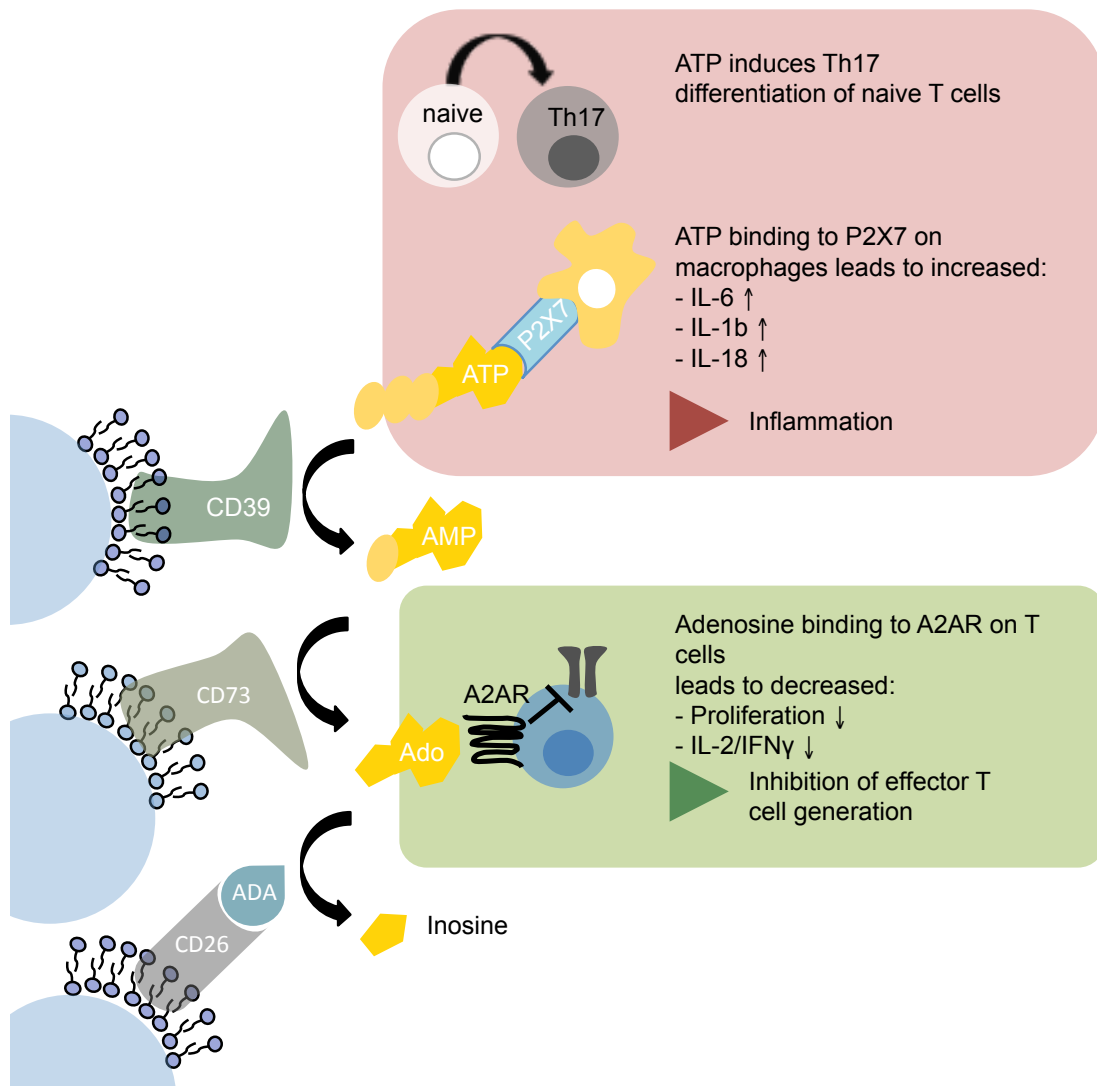 naive
Th17
ATP induces Th17
differentiation of naive T cells
P2X7
ATP
ATP binding to P2X7 on
macrophages leads to increased:
- IL-6 ↑
- IL-1b ↑
- IL-18 ↑
Inflammation
CD39
AMP
CD73
A2AR
Ado
Adenosine binding to A2AR on T
cells
leads to decreased:
- Proliferation ↓
- IL-2/IFNγ ↓
Inhibition of effector T
cell generation
ADA
CD26
Inosine